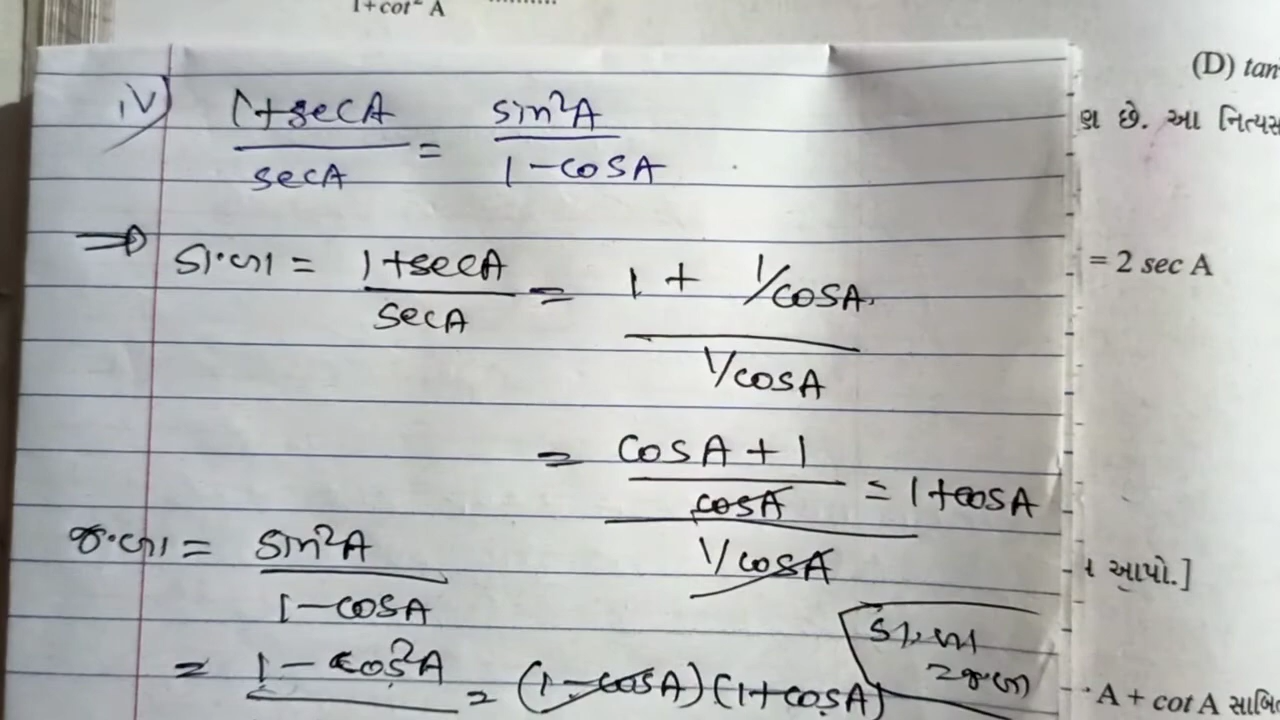 1+cot² A ..........
(D) tan
iv) (1+secA)/secA = sin²A/(1-cosA)
ણ છે. આ નિત્યસ
⇒ ડા.બા = (1+secA)/secA = (1 + 1/cosA)/(1/cosA)
= 2 sec A
= ((cosA+1)/cosA)/(1/cosA) = 1+cosA
જ.બા = sin²A/(1-cosA)
આપો.]
= 1-cos²A = (1-cosA)(1+cosA)
ડા.બા
= જ.બા
A + cot A સાબિ